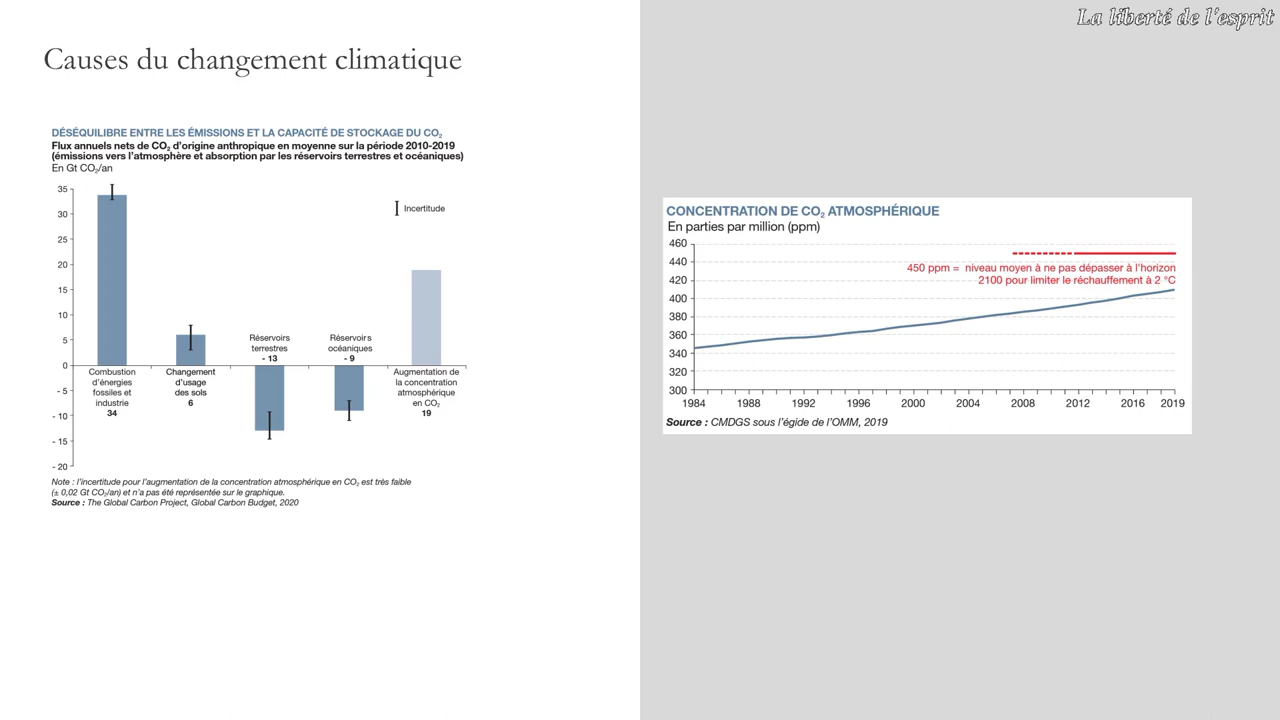 La liberté de l'esprit
Causes du changement climatique
DÉSÉQUILIBRE ENTRE LES ÉMISSIONS ET LA CAPACITÉ DE STOCKAGE DU CO₂
Flux annuels nets de CO₂ d'origine anthropique en moyenne sur la période 2010-2019
(émissions vers l'atmosphère et absorption par les réservoirs terrestres et océaniques)
En Gt CO₂/an
35
30
25
20
15
10
5
0
- 5
- 10
- 15
- 20
Incertitude
Combustion
d'énergies
fossiles et
industrie
34
Changement
d'usage
des sols
6
Réservoirs
terrestres
- 13
Réservoirs
océaniques
- 9
Augmentation de
la concentration
atmosphérique
en CO₂
19
Note : l'incertitude pour l'augmentation de la concentration atmosphérique en CO₂ est très faible
(± 0,02 Gt CO₂/an) et n'a pas été représentée sur le graphique.
Source : The Global Carbon Project, Global Carbon Budget, 2020
CONCENTRATION DE CO₂ ATMOSPHÉRIQUE
En parties par million (ppm)
460
440
420
400
380
360
340
320
300
450 ppm = niveau moyen à ne pas dépasser à l'horizon
2100 pour limiter le réchauffement à 2 °C
1984 1988 1992 1996 2000 2004 2008 2012 2016 2019
Source : CMDGS sous l'égide de l'OMM, 2019